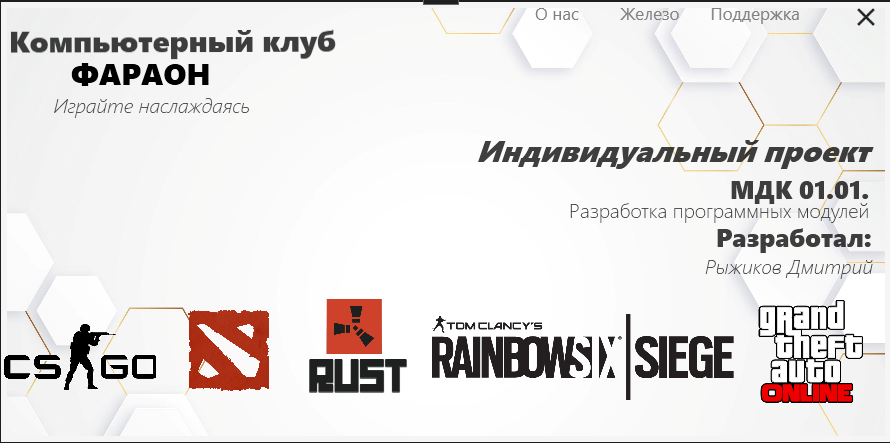 О нас Железо Поддержка
Компьютерный клуб
ФАРАОН
Играйте наслаждаясь
Индивидуальный проект
МДК 01.01.
Разработка программных модулей
Разработал:
Рыжиков Дмитрий
CS GO
RUST
TOM CLANCY'S
RAINBOWSIX SIEGE
grand
theft
auto
ONLINE